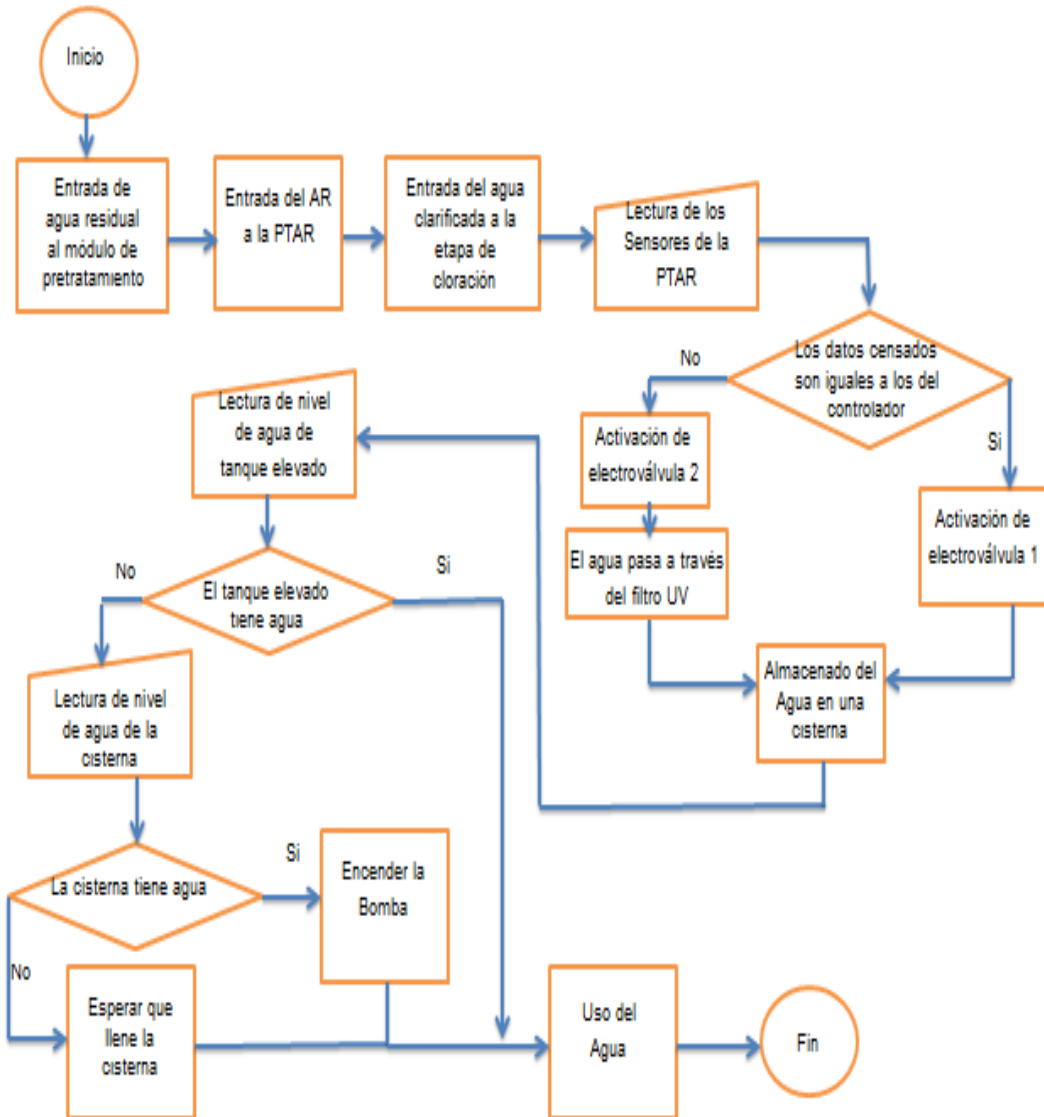 Inicio
Entrada de
agua residual
al módulo de
pretratamiento
Entrada del AR
a la PTAR
Entrada del agua
clarificada a la
etapa de
cloración
Lectura de los
Sensores de la
PTAR
Los datos censados
son iguales a los del
controlador
No
Si
Activación de
electroválvula 2
El agua pasa a través
del filtro UV
Activación de
electroválvula 1
Almacenado del
Agua en una
cisterna
Lectura de nivel
de agua de
tanque elevado
El tanque elevado
tiene agua
No
Si
Lectura de nivel
de agua de la
cisterna
La cisterna tiene agua
Si
No
Encender la
Bomba
Esperar que
llene la
cisterna
Uso del
Agua
Fin